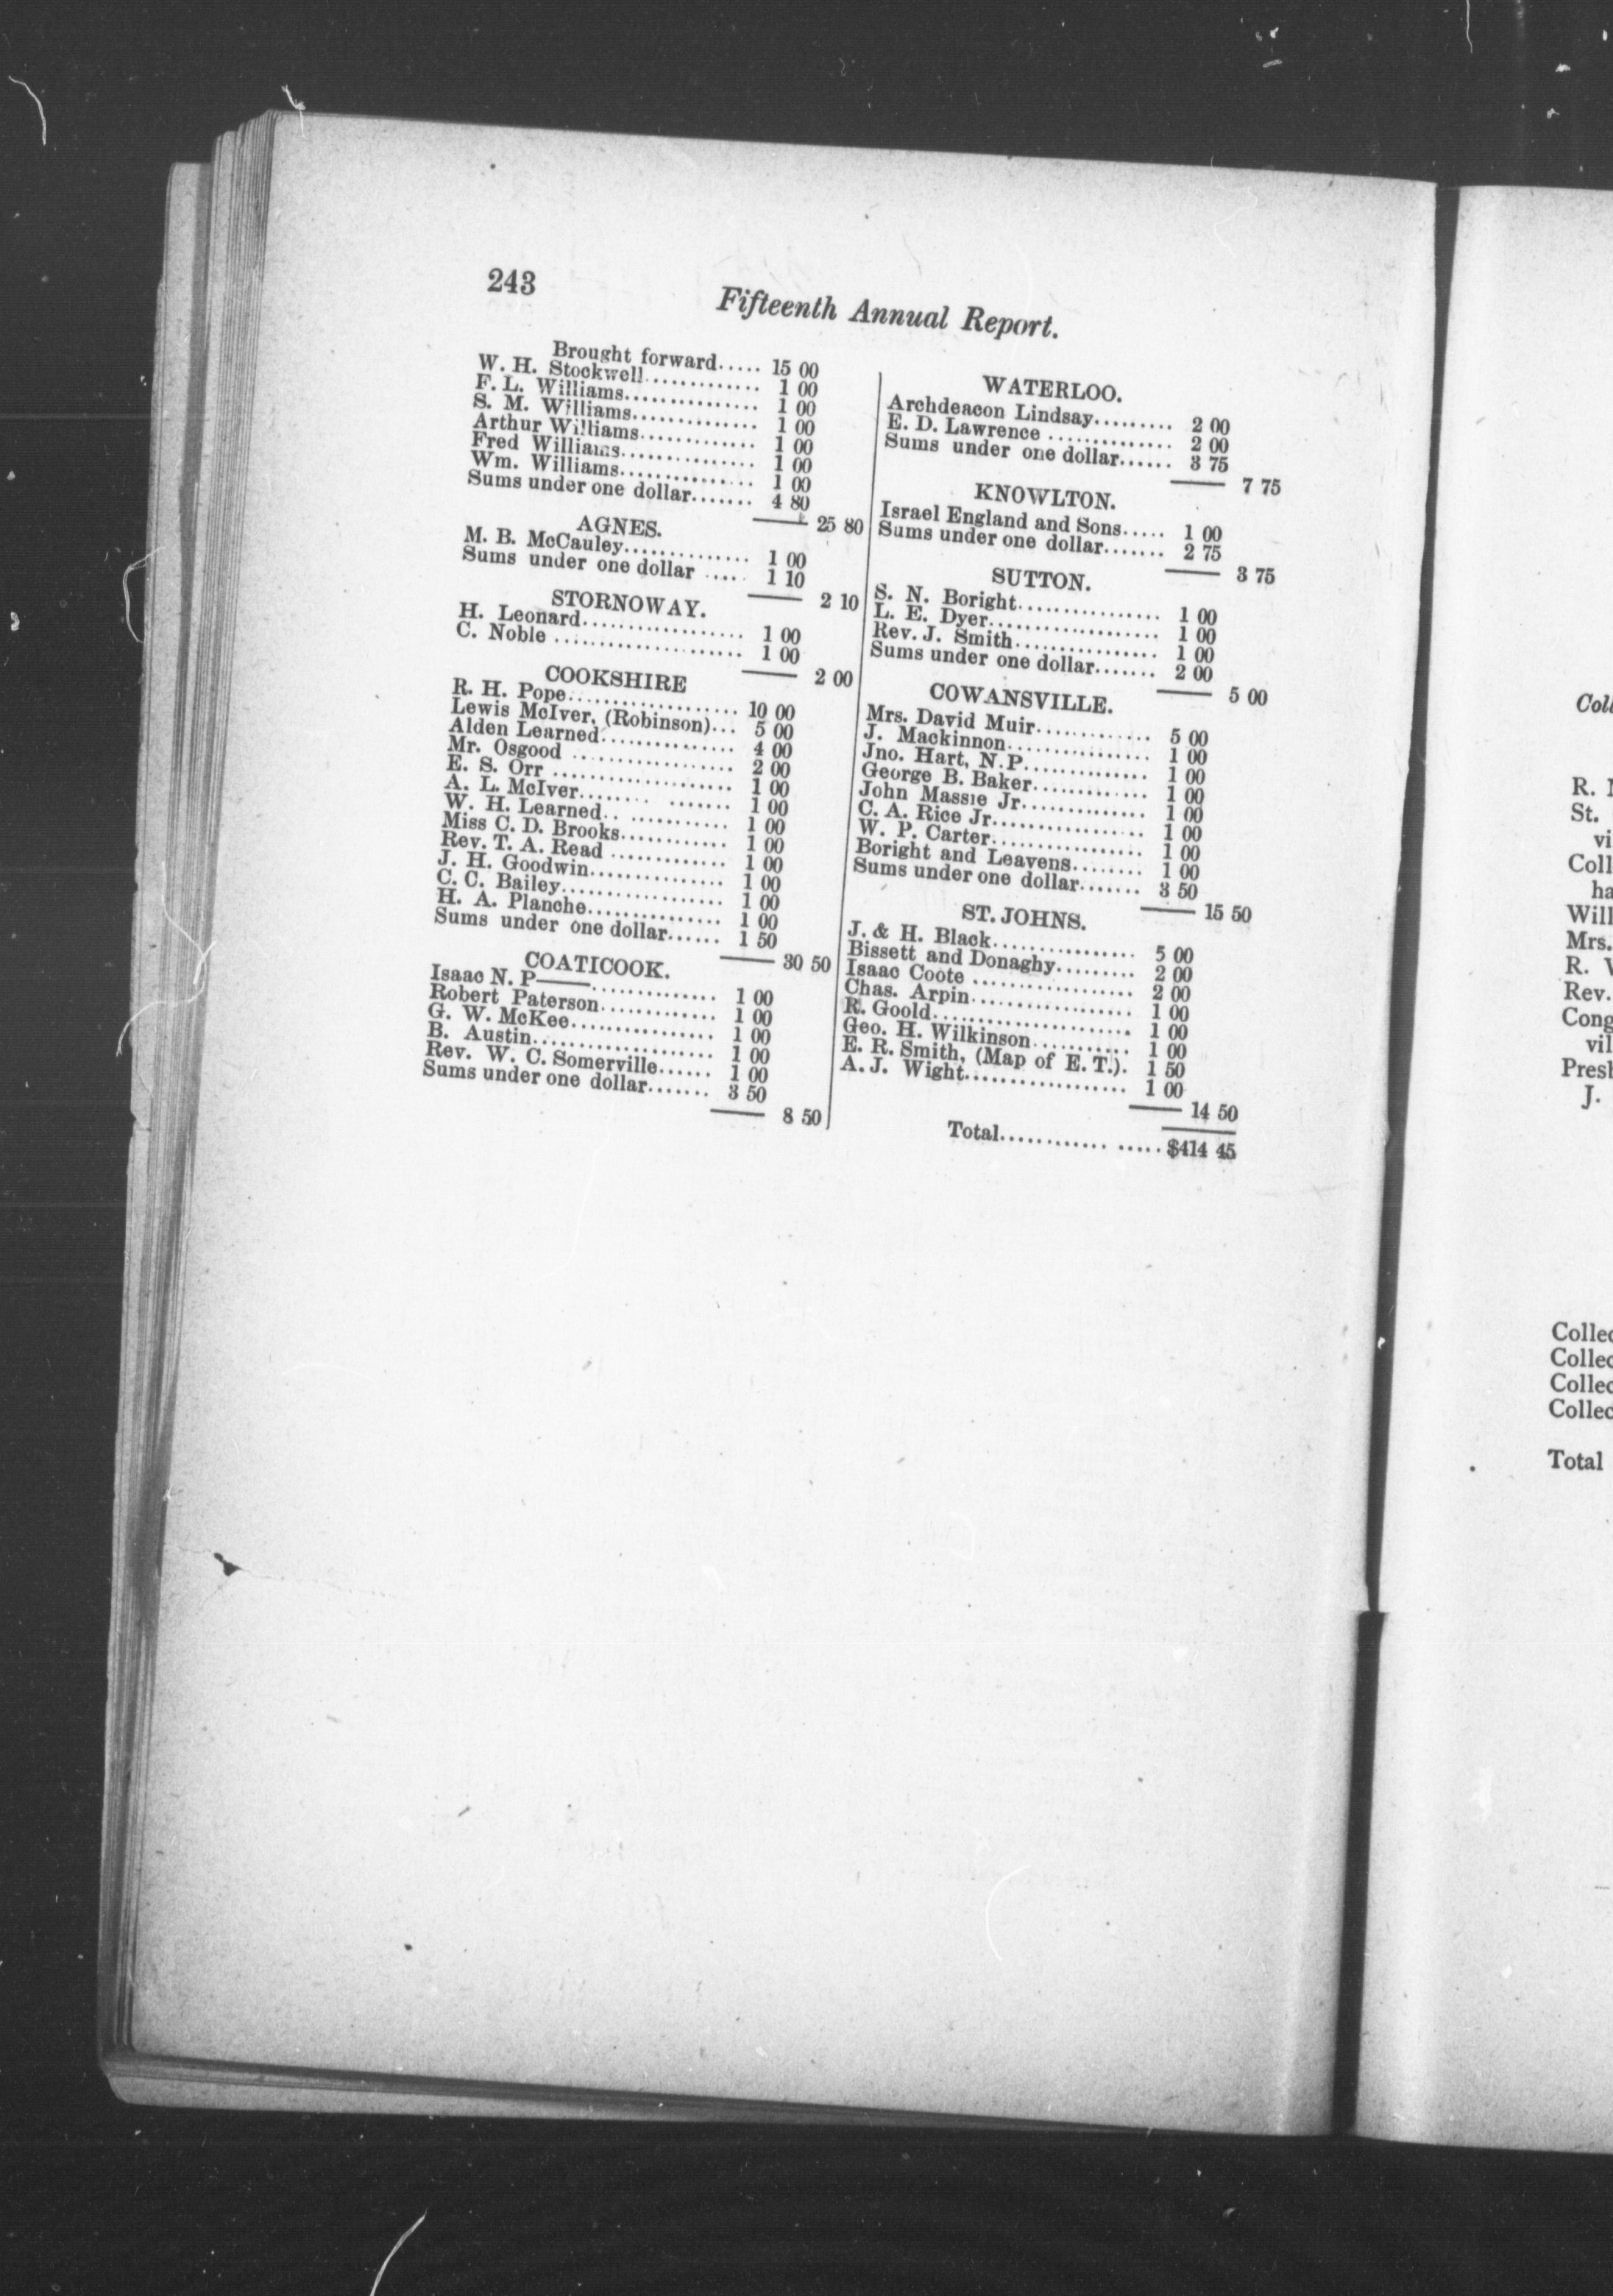 243
Fifteenth Annual Report.
Brought forward..... 15 00
W. H. Stockwell............. 1 00
F. L. Williams............... 1 00
S. M. Williams.............. 1 00
Arthur Williams............. 1 00
Fred Williams............... 1 00
Wm. Williams............... 1 00
Sums under one dollar....... 4 80
25 80
AGNES.
M. B. McCauley.............. 1 00
Sums under one dollar ..... 1 10
2 10
STORNOWAY.
H. Leonard.................. 1 00
C. Noble .................... 1 00
2 00
COOKSHIRE
R. H. Pope................... 10 00
Lewis McIver, (Robinson)... 5 00
Alden Learned............... 4 00
Mr. Osgood .................. 2 00
E. S. Orr .................... 1 00
A. L. McIver........ ....... 1 00
W. H. Learned.. ........... 1 00
Miss C. D. Brooks............ 1 00
Rev. T. A. Read ............. 1 00
J. H. Goodwin............... 1 00
C. C. Bailey.................. 1 00
H. A. Planche............... 1 00
Sums under one dollar...... 1 50
30 50
COATICOOK.
Isaac N. P——.............. 1 00
Robert Paterson............. 1 00
G. W. McKee................ 1 00
B. Austin.................... 1 00
Rev. W. C. Somerville...... 1 00
Sums under one dollar....... 3 50
8 50
WATERLOO.
Archdeacon Lindsay......... 2 00
E. D. Lawrence .............. 2 00
Sums under one dollar...... 3 75
7 75
KNOWLTON.
Israel England and Sons..... 1 00
Sums under one dollar....... 2 75
3 75
SUTTON.
S. N. Boright................ 1 00
L. E. Dyer................... 1 00
Rev. J. Smith................ 1 00
Sums under one dollar....... 2 00
5 00
COWANSVILLE.
Mrs. David Muir............. 5 00
J. Mackinnon................ 1 00
Jno. Hart, N.P.............. 1 00
George B. Baker............. 1 00
John Massie Jr.............. 1 00
C. A. Rice Jr................. 1 00
W. P. Carter................. 1 00
Boright and Leavens........ 1 00
Sums under one dollar....... 3 50
15 50
ST. JOHNS.
J. & H. Black................ 5 00
Bissett and Donaghy......... 2 00
Isaac Coote .................. 2 00
Chas. Arpin.................. 1 00
R. Goold...................... 1 00
Geo. H. Wilkinson........... 1 00
E. R. Smith, (Map of E. T.). 1 50
A. J. Wight.................. 1 00
14 50
Total............ ..... $414 45
R.
St.
Coll
Will
Mrs.
R.
Rev.
Cong
J.
Collec
Collec
Collec
Collec
Total